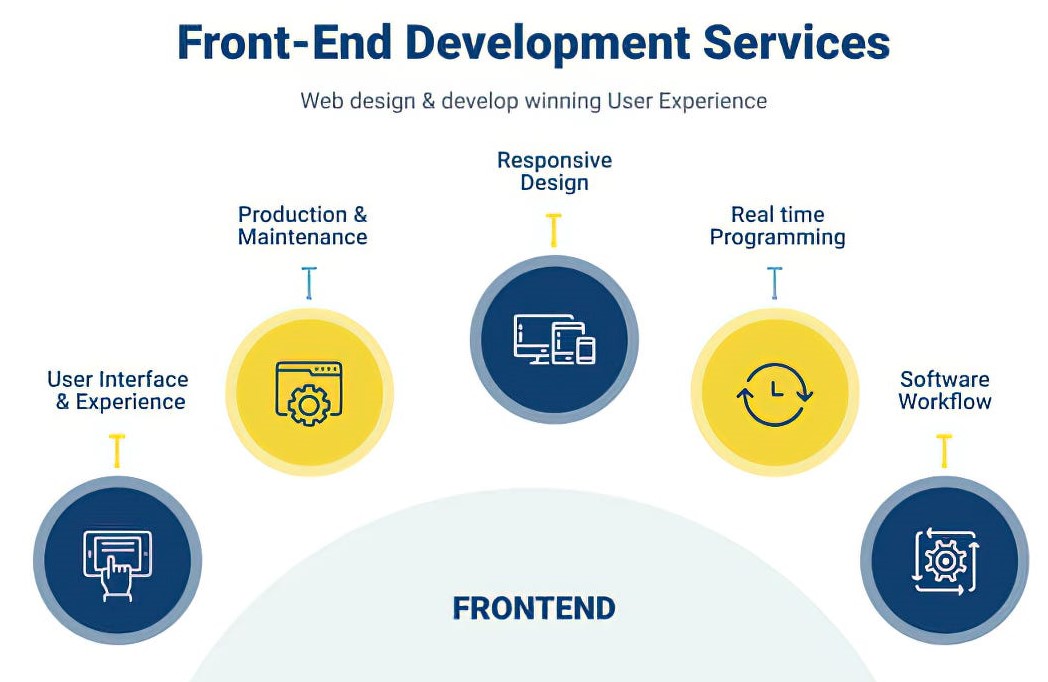 Front-End Development Services
Web design & develop winning User Experience
Responsive
Design
Production &
Maintenance
Real time
Programming
User Interface
& Experience
Software
Workflow
FRONTEND